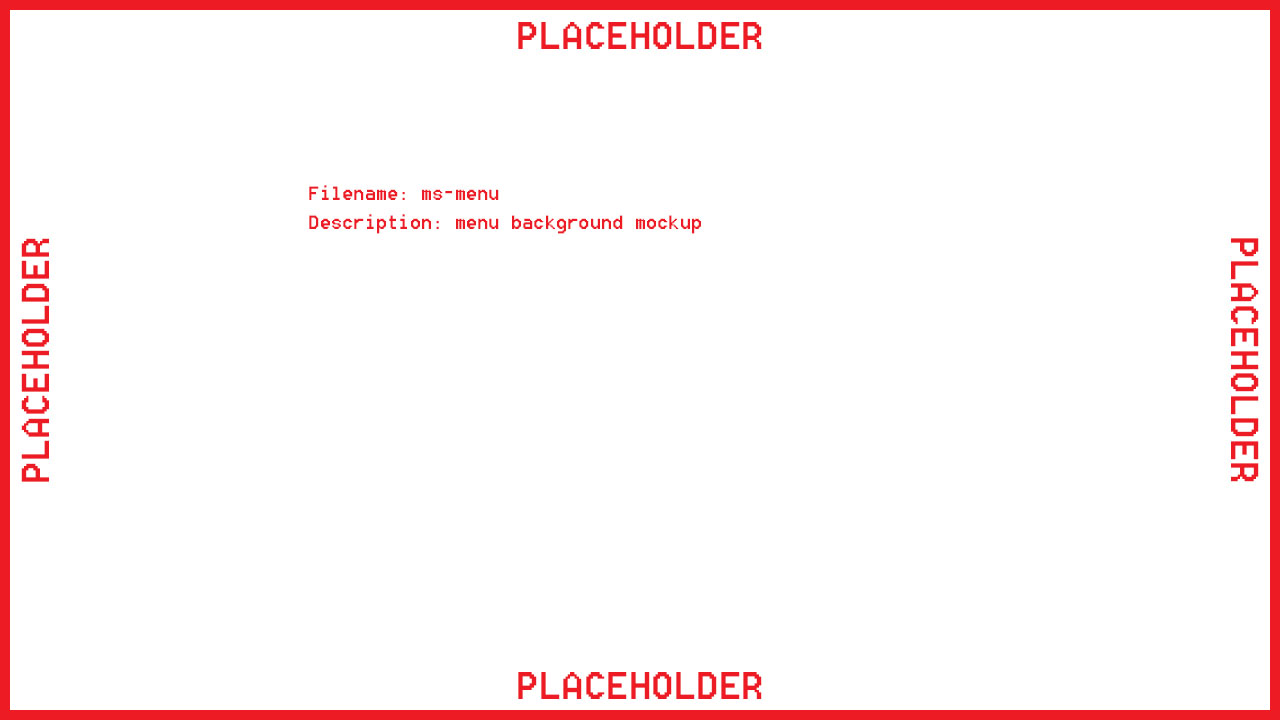 PLACEHOLDER
Filename: ms-menu
Description: menu background mockup
PLACEHOLDER
PLACEHOLDER
PLACEHOLDER